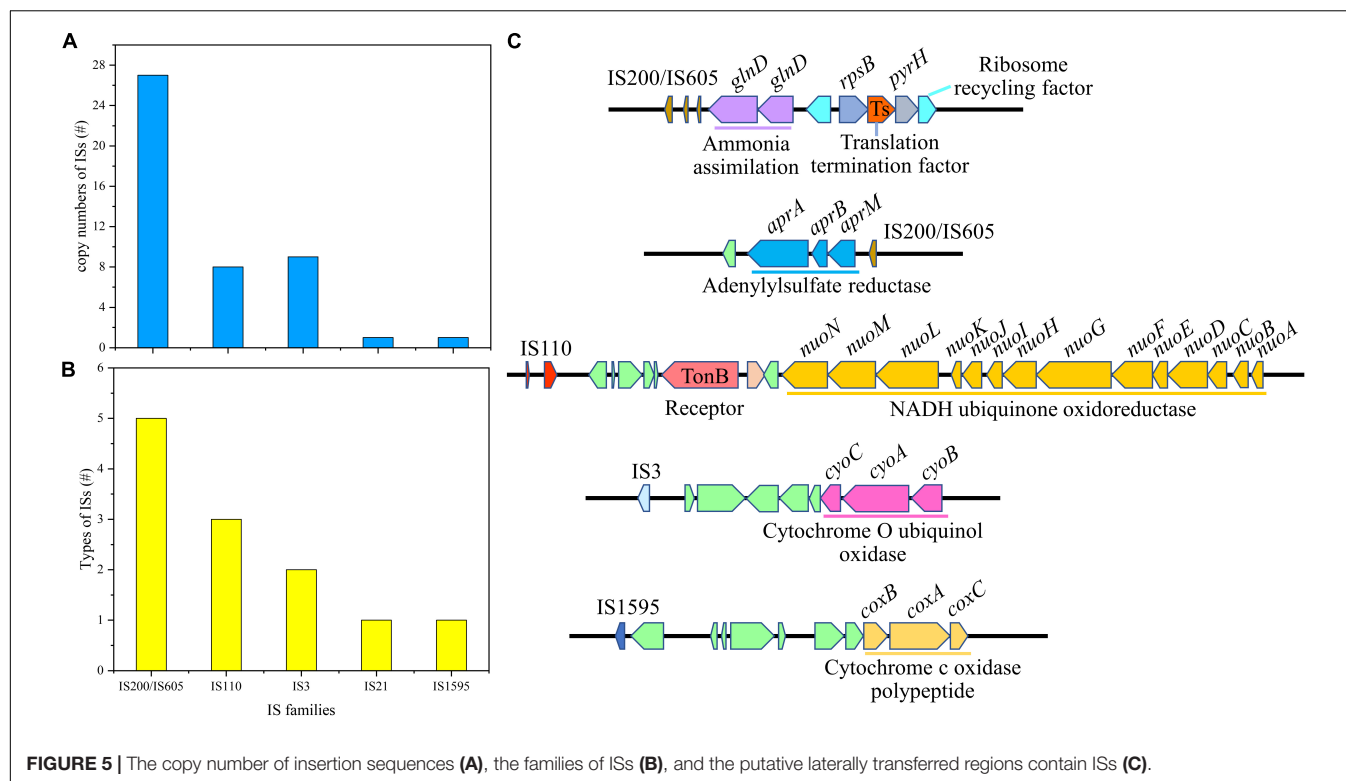 A
copy numbers of ISs (#)
28
24
20
16
12
8
4
0
B
Types of ISs (#)
6
5
4
3
2
1
0
IS200/IS605 IS110 IS3 IS21 IS1595
IS families
C
IS200/IS605 glnD glnD rpsB pyrH Ribosome
recycling factor
Ts
Ammonia
assimilation
Translation
termination factor
aprA aprB aprM IS200/IS605
Adenylylsulfate reductase
IS110 nuoN nuoM nuoL nuoK nuoJ nuoI nuoH nuoG nuoF nuoE nuoD nuoC nuoB nuoA
TonB
Receptor NADH ubiquinone oxidoreductase
IS3 cyoC cyoA cyoB
Cytochrome O ubiquinol
oxidase
IS1595 coxB coxA coxC
Cytochrome c oxidase
polypeptide
FIGURE 5 | The copy number of insertion sequences (A), the families of ISs (B), and the putative laterally transferred regions contain ISs (C).